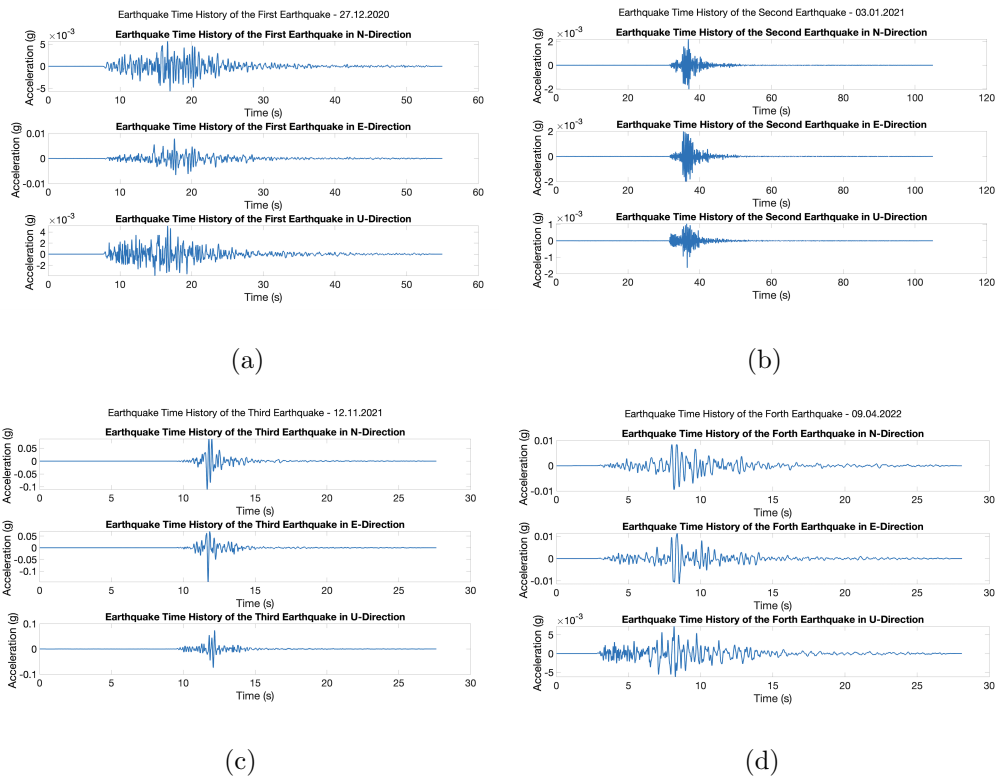 Earthquake Time History of the First Earthquake - 27.12.2020
×10⁻³
Earthquake Time History of the First Earthquake in N-Direction
Acceleration (g)
5
0
-5
0 10 20 30 40 50 60
Time (s)
Earthquake Time History of the First Earthquake in E-Direction
Acceleration (g)
0.01
0
-0.01
0 10 20 30 40 50 60
Time (s)
×10⁻³
Earthquake Time History of the First Earthquake in U-Direction
Acceleration (g)
4
2
0
-2
0 10 20 30 40 50 60
Time (s)
(a)
Earthquake Time History of the Second Earthquake - 03.01.2021
×10⁻³
Earthquake Time History of the Second Earthquake in N-Direction
Acceleration (g)
2
0
-2
0 20 40 60 80 100 120
Time (s)
×10⁻³
Earthquake Time History of the Second Earthquake in E-Direction
Acceleration (g)
2
0
-2
0 20 40 60 80 100 120
Time (s)
×10⁻³
Earthquake Time History of the Second Earthquake in U-Direction
Acceleration (g)
1
0
-1
-2
0 20 40 60 80 100 120
Time (s)
(b)
Earthquake Time History of the Third Earthquake - 12.11.2021
Earthquake Time History of the Third Earthquake in N-Direction
Acceleration (g)
0.05
0
-0.05
-0.1
0 5 10 15 20 25 30
Time (s)
Earthquake Time History of the Third Earthquake in E-Direction
Acceleration (g)
0.05
0
-0.05
-0.1
0 5 10 15 20 25 30
Time (s)
Earthquake Time History of the Third Earthquake in U-Direction
Acceleration (g)
0.1
0
-0.1
0 5 10 15 20 25 30
Time (s)
(c)
Earthquake Time History of the Forth Earthquake - 09.04.2022
Earthquake Time History of the Forth Earthquake in N-Direction
Acceleration (g)
0.01
0
-0.01
0 5 10 15 20 25 30
Time (s)
Earthquake Time History of the Forth Earthquake in E-Direction
Acceleration (g)
0.01
0
-0.01
0 5 10 15 20 25 30
Time (s)
×10⁻³
Earthquake Time History of the Forth Earthquake in U-Direction
Acceleration (g)
5
0
-5
0 5 10 15 20 25 30
Time (s)
(d)